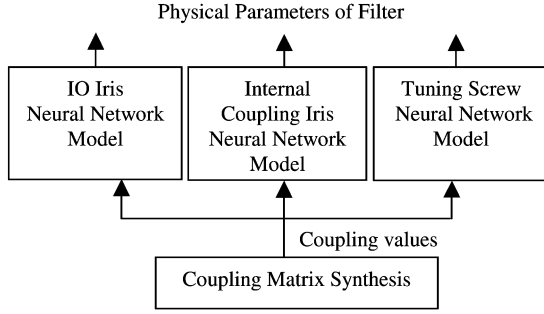 Physical Parameters of Filter
IO Iris
Neural Network
Model
Internal
Coupling Iris
Neural Network
Model
Tuning Screw
Neural Network
Model
Coupling values
Coupling Matrix Synthesis